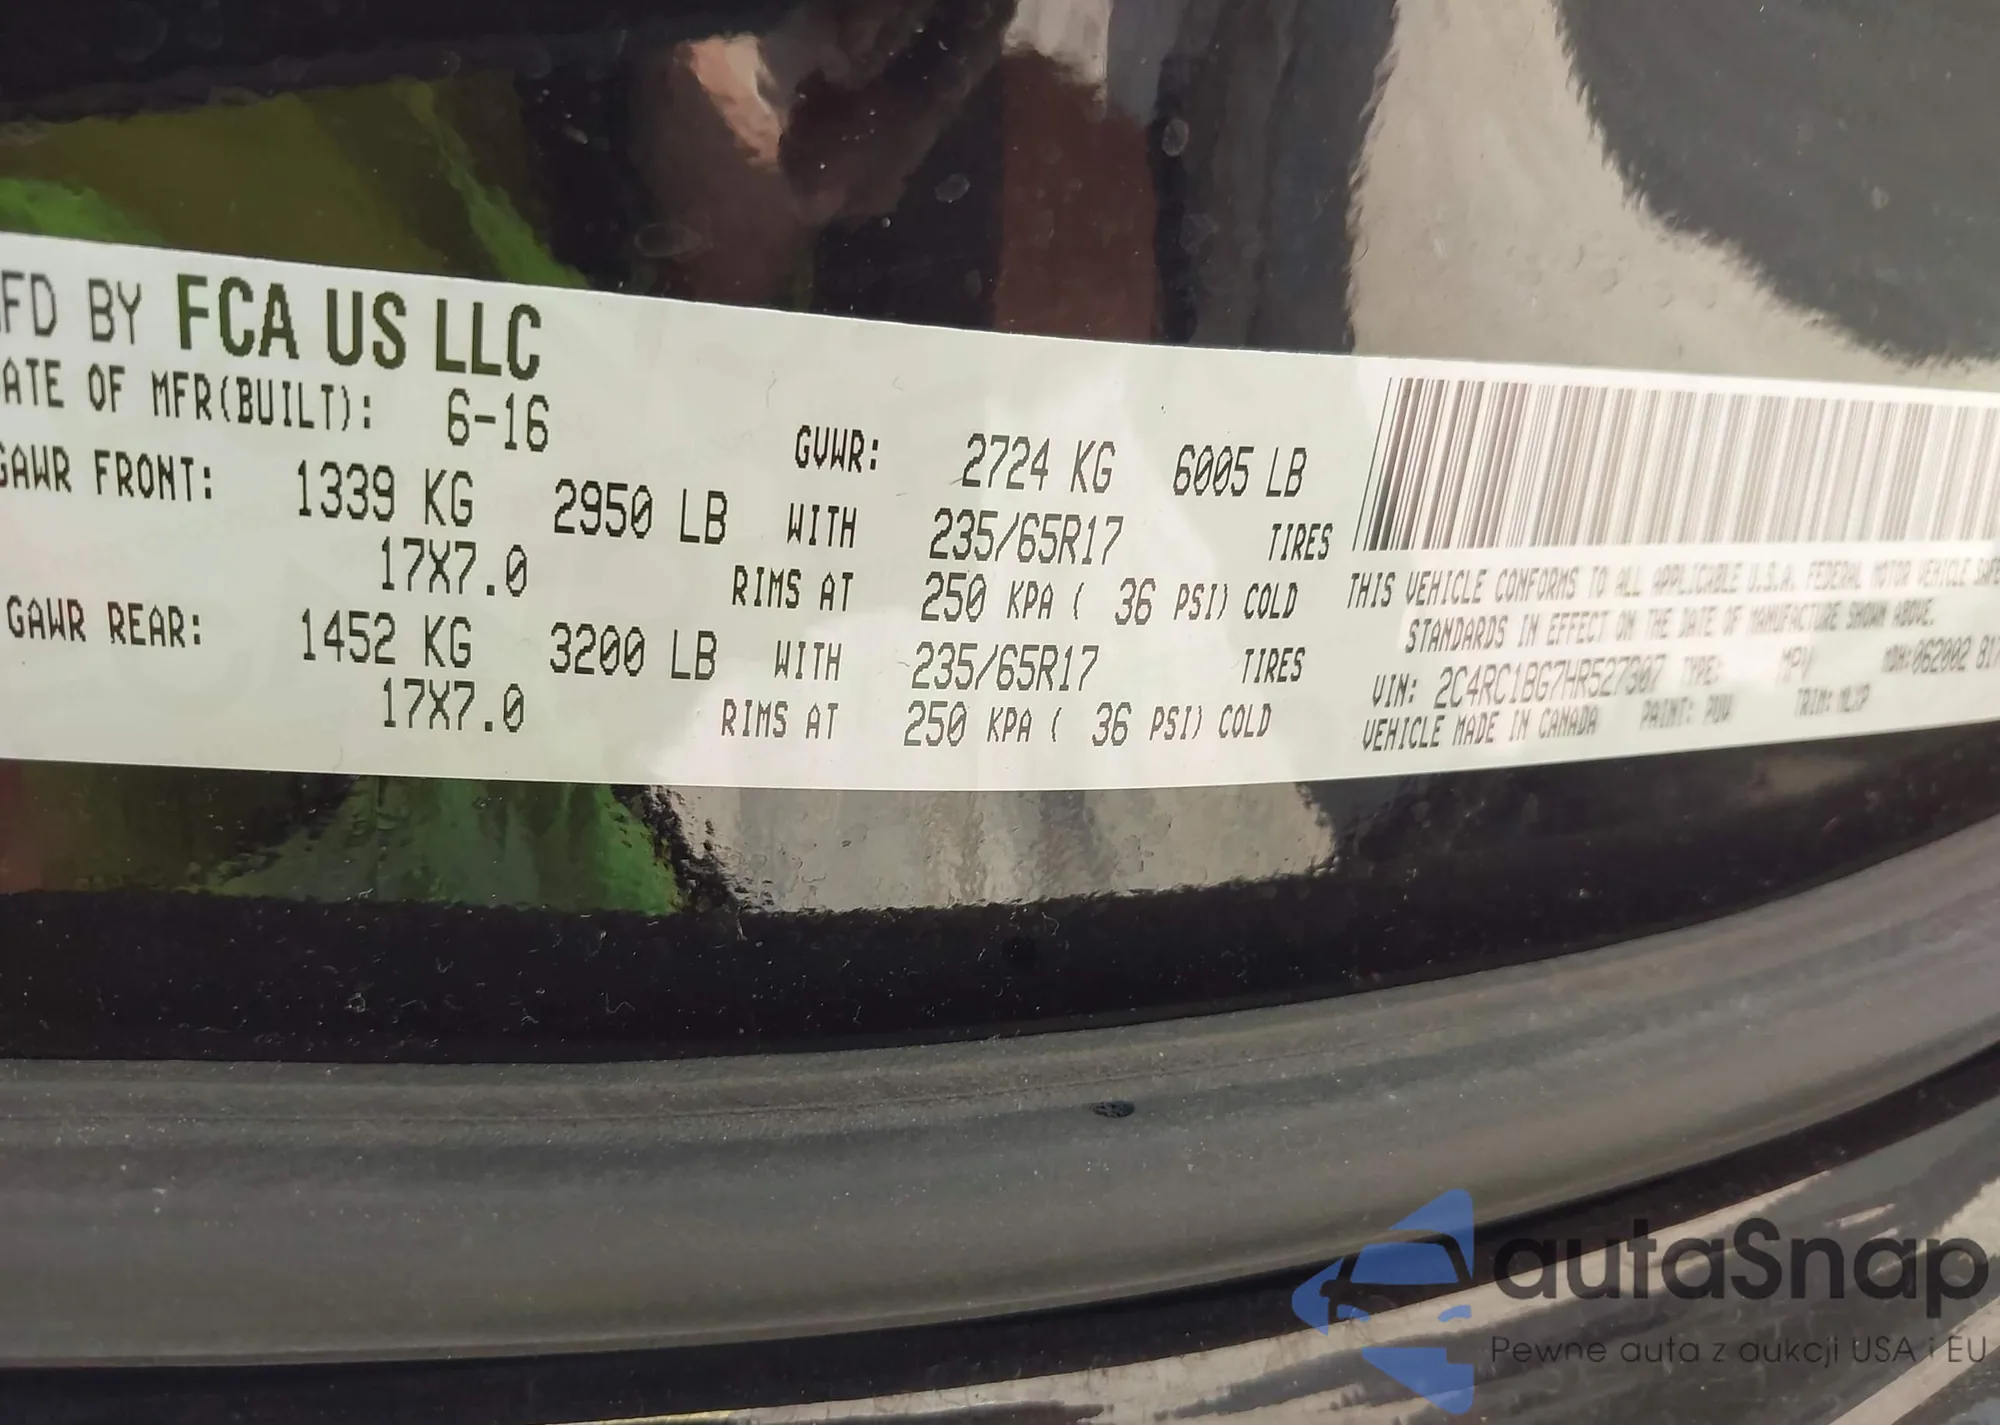 FD BY FCA US LLC
ATE OF MFR(BUILT): 6-16 GVWR: 2724 KG 6005 LB
GAWR FRONT: 1339 KG 2950 LB WITH 235/65R17 TIRES
17X7.0 RIMS AT 250 KPA ( 36 PSI) COLD
GAWR REAR: 1452 KG 3200 LB WITH 235/65R17 TIRES
17X7.0 RIMS AT 250 KPA ( 36 PSI) COLD
THIS VEHICLE CONFORMS TO ALL APPLICABLE U.S.A. FEDERAL MOTOR VEHICLE SAFE
STANDARDS IN EFFECT ON THE DATE OF MANUFACTURE SHOWN ABOVE.
VIN: 2C4RC1BG7HR527307 TYPE: MPV MDH:062002 817
VEHICLE MADE IN CANADA PAINT: TRIM:
autaSnap
Pewne auta z aukcji USA i EU